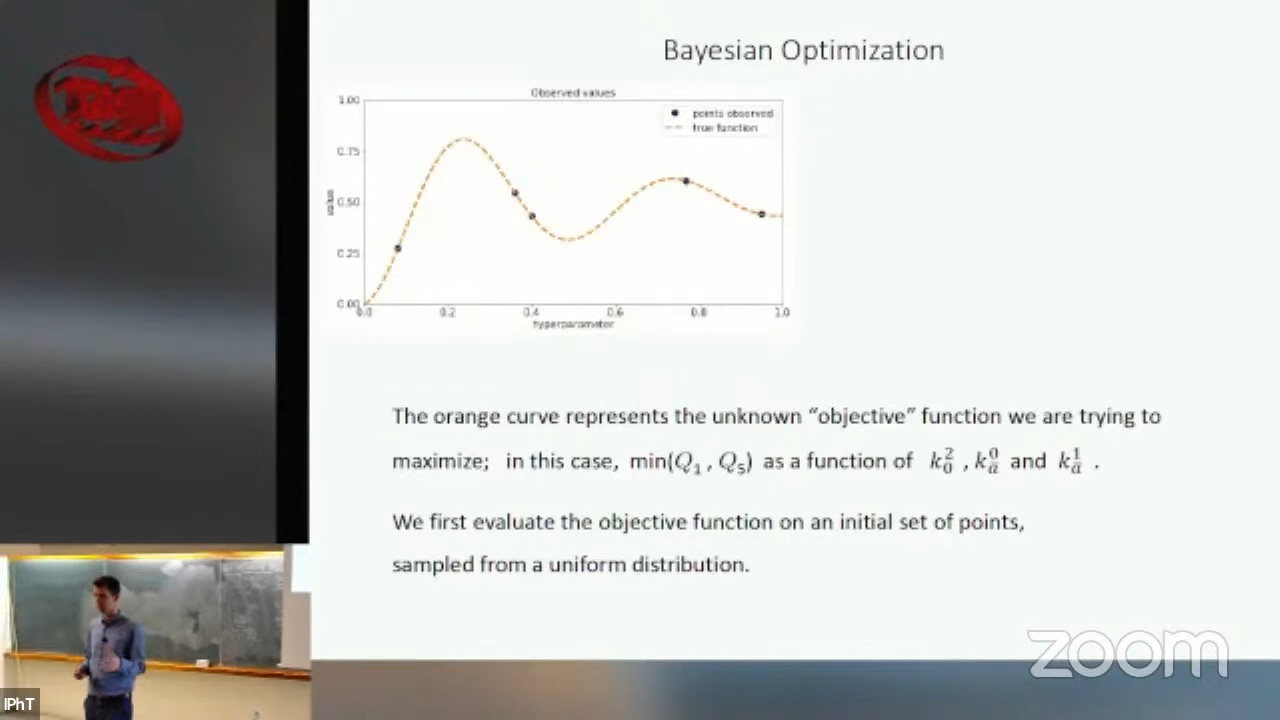 Bayesian Optimization
Observed values
points observed
true function
1.00
0.75
0.50
0.25
0.00
value
0.0 0.2 0.4 0.6 0.8 1.0
hyperparameter
The orange curve represents the unknown “objective” function we are trying to
maximize; in this case, min(Q₁ , Q₅) as a function of k₀² , kₐ⁰ and kₐ¹ .
We first evaluate the objective function on an initial set of points,
sampled from a uniform distribution.
zoom
IPhT